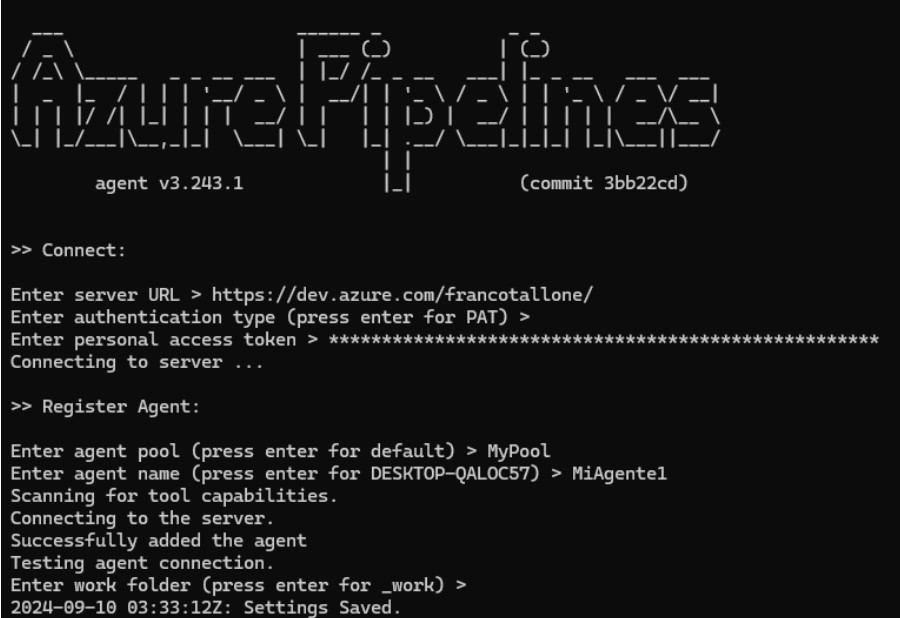 Azure Pipelines
agent v3.243.1 (commit 3bb22cd)
>> Connect:
Enter server URL > https://dev.azure.com/francotallone/
Enter authentication type (press enter for PAT) >
Enter personal access token > ****************************************************
Connecting to server ...
>> Register Agent:
Enter agent pool (press enter for default) > MyPool
Enter agent name (press enter for DESKTOP-QALOC57) > MiAgente1
Scanning for tool capabilities.
Connecting to the server.
Successfully added the agent
Testing agent connection.
Enter work folder (press enter for _work) >
2024-09-10 03:33:12Z: Settings Saved.